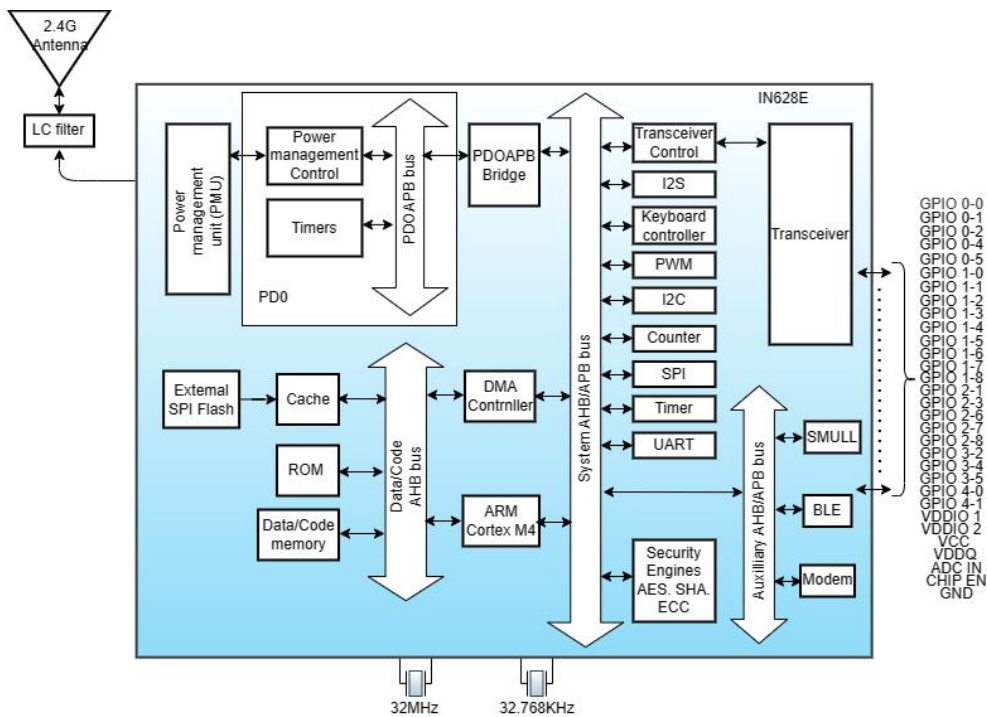 2.4G
Antenna
LC filter
IN628E
Power
management
unit (PMU)
Power
management
Control
Timers
PD0
PDOAPB bus
PDOAPB
Bridge
System AHB/APB bus
Transceiver
Control
I2S
Keyboard
controller
PWM
I2C
Counter
SPI
Timer
UART
Security
Engines
AES. SHA.
ECC
Transceiver
External
SPI Flash
Cache
ROM
Data/Code
memory
Data/Code
AHB bus
DMA
Contrnller
ARM
Cortex M4
Auxilliary AHB/APB bus
SMULL
BLE
Modem
GPIO 0-0
GPIO 0-1
GPIO 0-2
GPIO 0-4
GPIO 0-5
GPIO 1-0
GPIO 1-1
GPIO 1-2
GPIO 1-3
GPIO 1-4
GPIO 1-5
GPIO 1-6
GPIO 1-7
GPIO 1-8
GPIO 2-1
GPIO 2-3
GPIO 2-6
GPIO 2-7
GPIO 2-8
GPIO 3-2
GPIO 3-4
GPIO 3-5
GPIO 4-0
GPIO 4-1
VDDIO 1
VDDIO 2
VCC
VDDQ
ADC IN
CHIP EN
GND
32MHz
32.768KHz